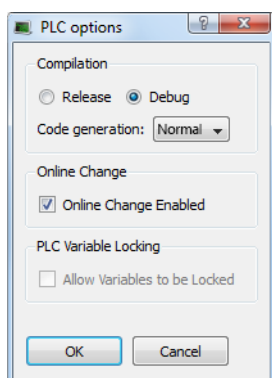 PLC options
Compilation
Release Debug
Code generation: Normal
Online Change
Online Change Enabled
PLC Variable Locking
Allow Variables to be Locked
OK Cancel